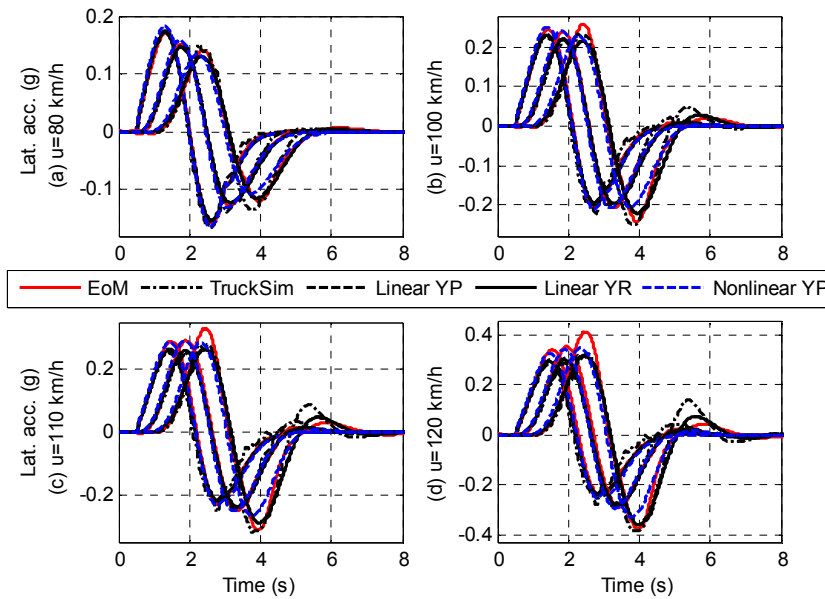 Lat. acc. (g)
(a) u=80 km/h
0.2
0.1
0
-0.1
0 2 4 6 8
(b) u=100 km/h
0.2
0.1
0
-0.1
-0.2
0 2 4 6 8
EoM TruckSim Linear YP Linear YR Nonlinear YP
Lat. acc. (g)
(c) u=110 km/h
0.2
0
-0.2
0 2 4 6 8
Time (s)
(d) u=120 km/h
0.4
0.2
0
-0.2
-0.4
0 2 4 6 8
Time (s)